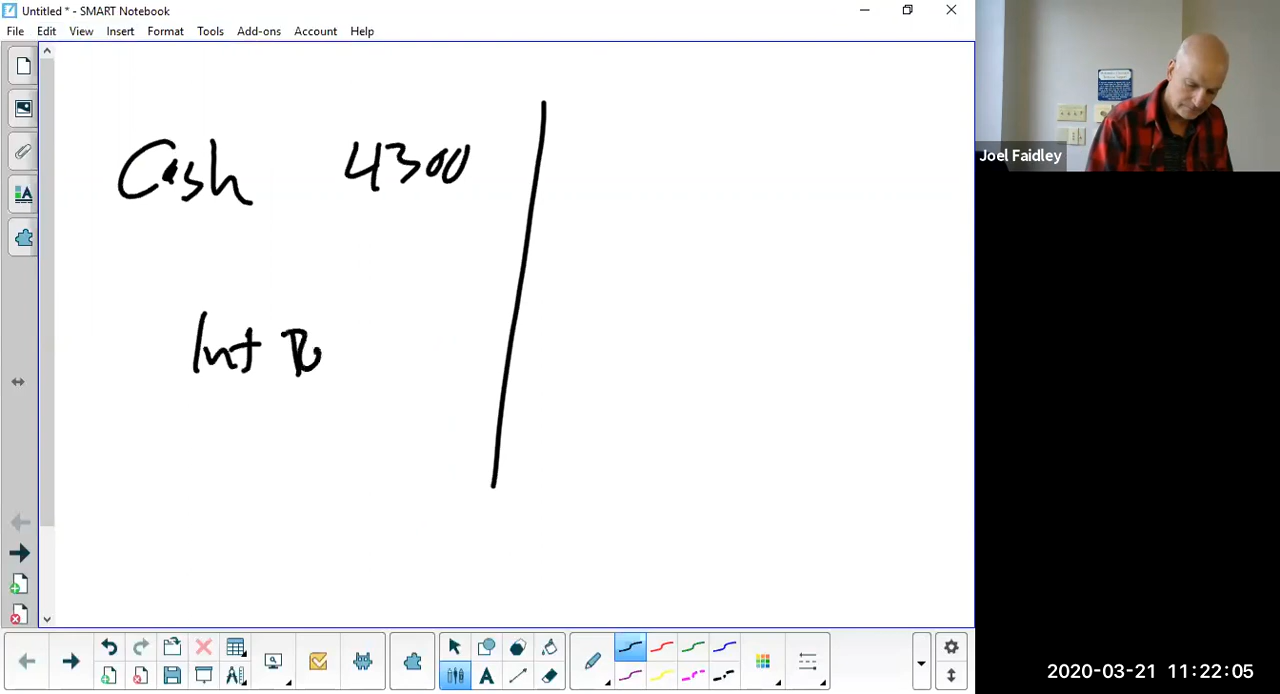 Untitled * - SMART Notebook
File Edit View Insert Format Tools Add-ons Account Help
Cash 4300
Int
Joel Faidley
2020-03-21 11:22:05